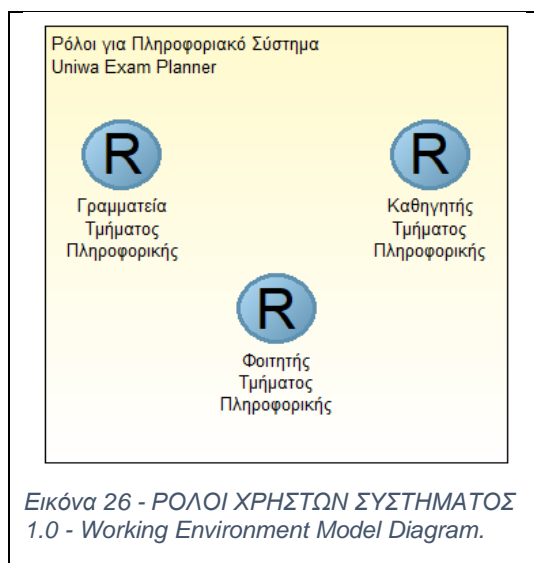 Ρόλοι για Πληροφοριακό Σύστημα
Uniwa Exam Planner
R
Γραμματεία
Τμήματος
Πληροφορικής
R
Καθηγητής
Τμήματος
Πληροφορικής
R
Φοιτητής
Τμήματος
Πληροφορικής
Εικόνα 26 - ΡΟΛΟΙ ΧΡΗΣΤΩΝ ΣΥΣΤΗΜΑΤΟΣ
1.0 - Working Environment Model Diagram.